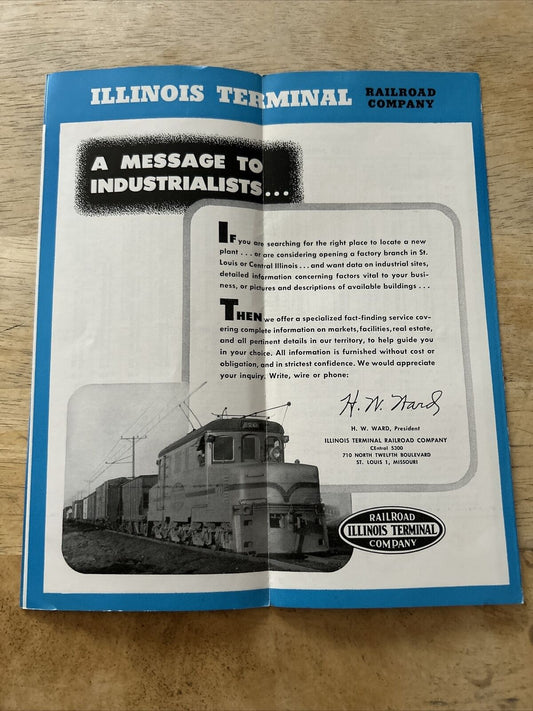 ILLINOIS TERMINAL RAILROAD
COMPANY
A MESSAGE TO
INDUSTRIALISTS...
If you are searching for the right place to locate a new
plant... or are considering opening a factory branch in St.
Louis or Central Illinois... and want data on industrial sites,
detailed information concerning factors vital to your busi-
ness, or pictures and descriptions of available buildings...
THEN we offer a specialized fact-finding service cov-
ering complete information on markets, facilities, real estate,
and all pertinent details in our territory, to help guide you
in your choice. All information is furnished without cost or
obligation, and in strictest confidence. We would appreciate
your inquiry. Write, wire or phone:
H. W. Ward
H. W. WARD, President
ILLINOIS TERMINAL RAILROAD COMPANY
CEntral 5300
710 NORTH TWELFTH BOULEVARD
ST. LOUIS 1, MISSOURI
RAILROAD
ILLINOIS TERMINAL
COMPANY